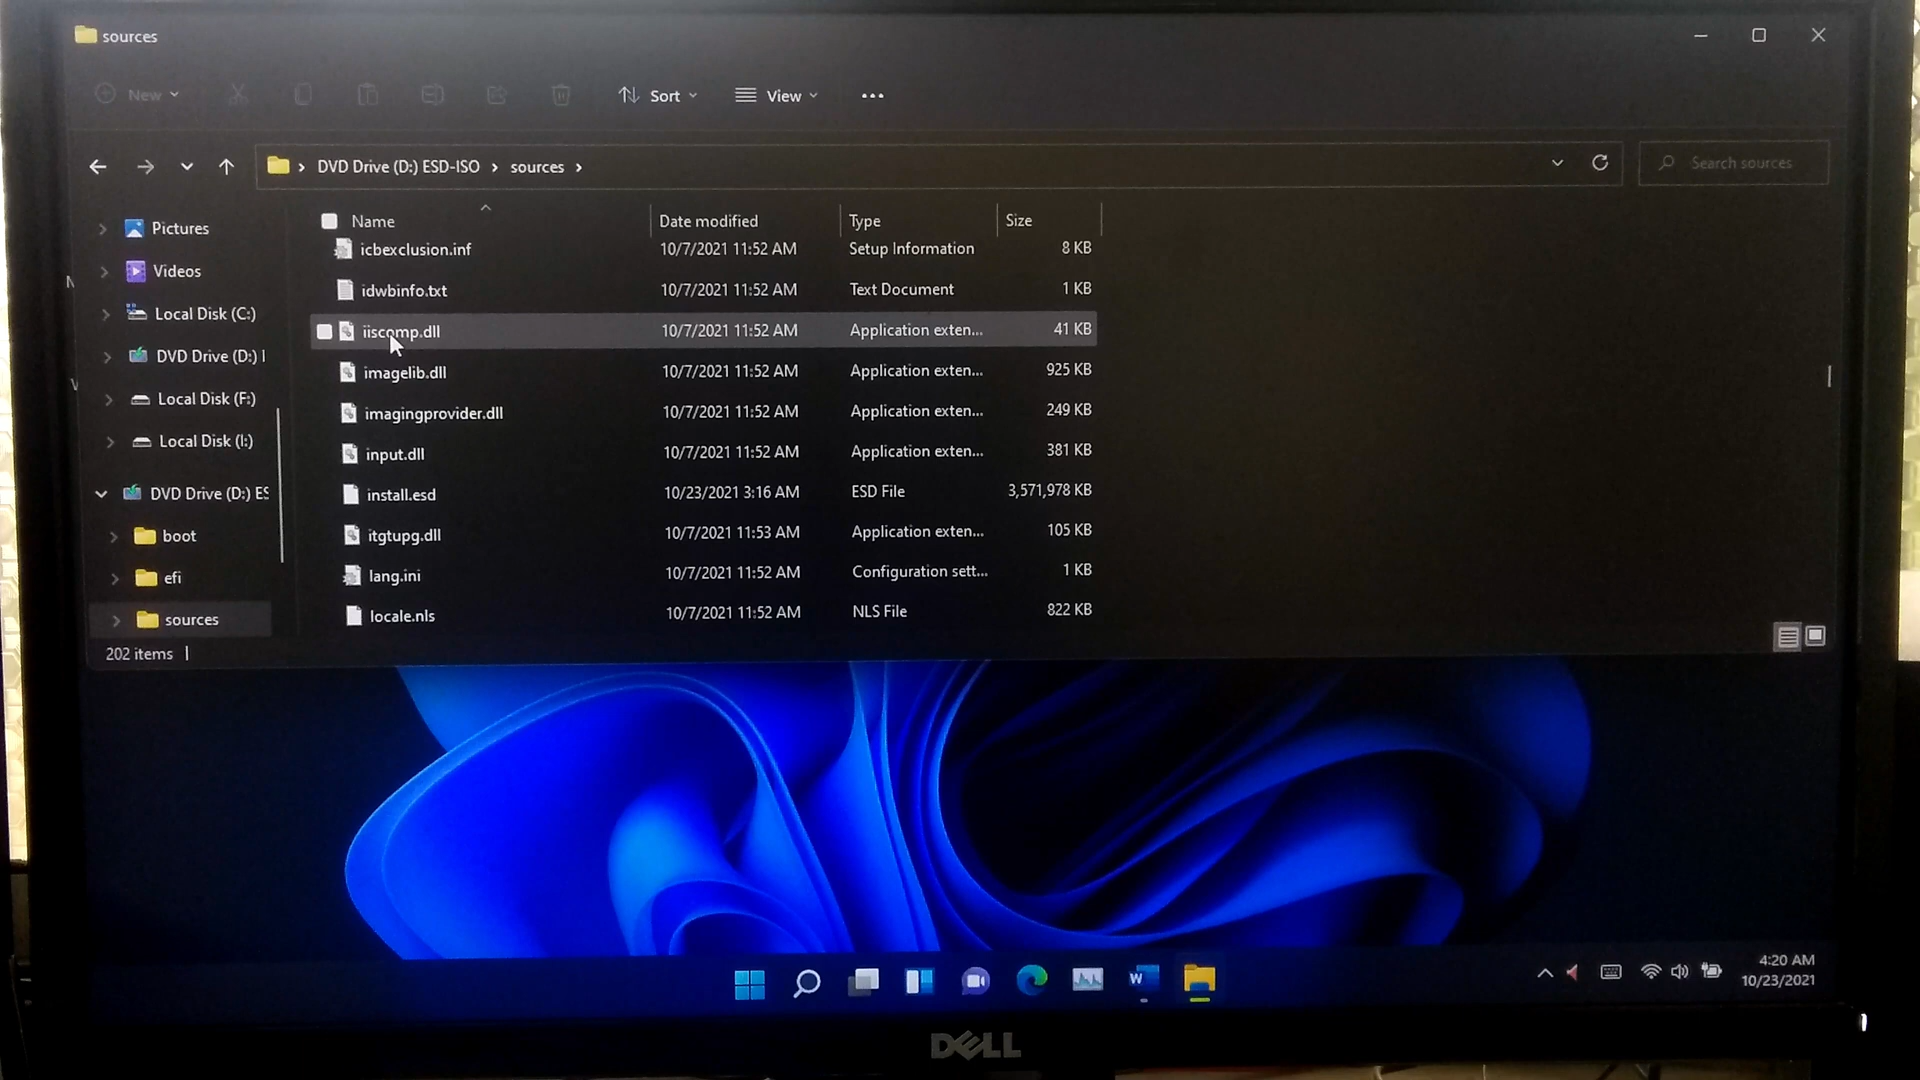 sources
New
Sort
View
DVD Drive (D:) ESD-ISO
sources
Search sources
Name
Date modified
Type
Size
Pictures
Videos
Local Disk (C:)
DVD Drive (D:) I
Local Disk (F:)
Local Disk (I:)
DVD Drive (D:) ES
boot
efi
sources
icbexclusion.inf 10/7/2021 11:52 AM Setup Information 8 KB
idwbinfo.txt 10/7/2021 11:52 AM Text Document 1 KB
iiscomp.dll 10/7/2021 11:52 AM Application exten... 41 KB
imagelib.dll 10/7/2021 11:52 AM Application exten... 925 KB
imagingprovider.dll 10/7/2021 11:52 AM Application exten... 249 KB
input.dll 10/7/2021 11:52 AM Application exten... 381 KB
install.esd 10/23/2021 3:16 AM ESD File 3,571,978 KB
itgtupg.dll 10/7/2021 11:53 AM Application exten... 105 KB
lang.ini 10/7/2021 11:52 AM Configuration sett... 1 KB
locale.nls 10/7/2021 11:52 AM NLS File 822 KB
202 items
W
4:20 AM
10/23/2021
DELL